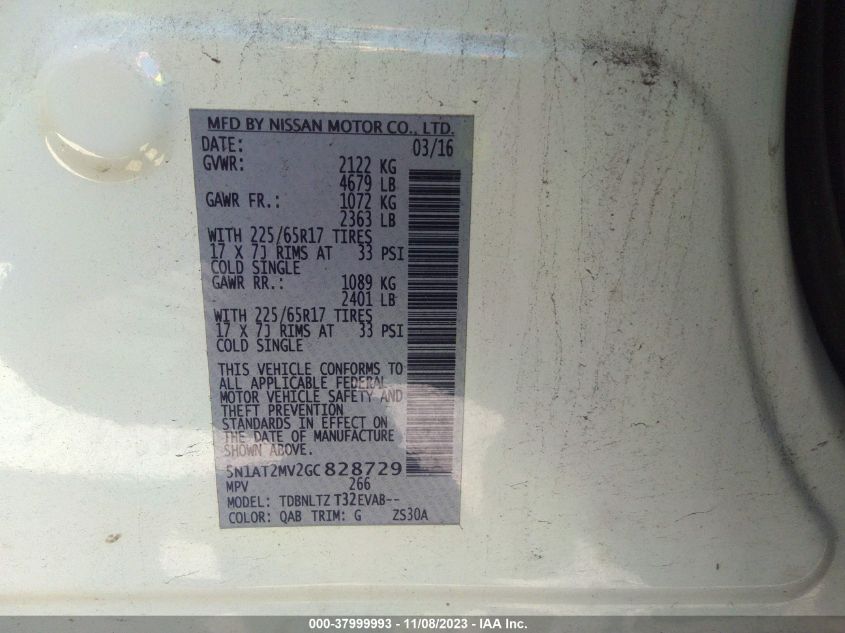 MFD BY NISSAN MOTOR CO., LTD.
DATE: 03/16
GVWR: 2122 KG
4679 LB
GAWR FR.: 1072 KG
2363 LB
WITH 225/65R17 TIRES
17 X 7J RIMS AT 33 PSI
COLD SINGLE
GAWR RR.: 1089 KG
2401 LB
WITH 225/65R17 TIRES
17 X 7J RIMS AT 33 PSI
COLD SINGLE
THIS VEHICLE CONFORMS TO
ALL APPLICABLE FEDERAL
MOTOR VEHICLE SAFETY AND
THEFT PREVENTION
STANDARDS IN EFFECT ON
THE DATE OF MANUFACTURE
SHOWN ABOVE.
5N1AT2MV2GC828729
MPV 266
MODEL: TDBNLTZ T32EVAB--
COLOR: QAB TRIM: G ZS30A
000-37999993 - 11/08/2023 - IAA Inc.